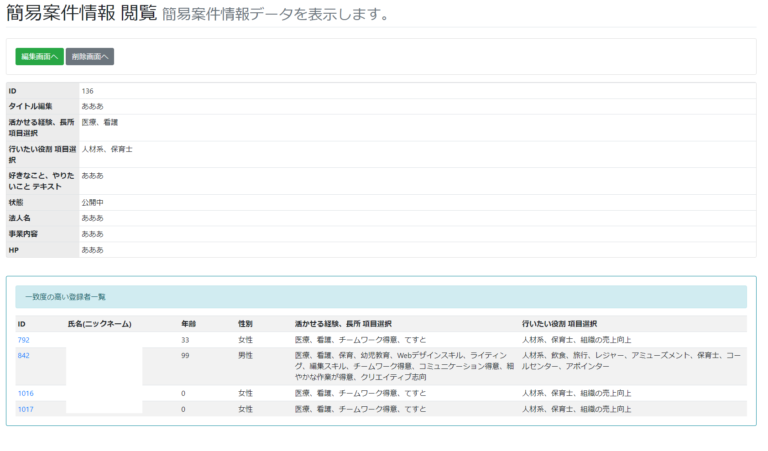 簡易案件情報 閲覧 簡易案件情報データを表示します。
編集画面へ 削除画面へ
ID 136
タイトル編集 あああ
活かせる経験、長所 項目選択 医療、看護
行いたい役割 項目選択 人材系、保育士
好きなこと、やりたいこと テキスト あああ
状態 公開中
法人名 あああ
事業内容 あああ
HP あああ
一致度の高い登録者一覧
ID 氏名(ニックネーム) 年齢 性別 活かせる経験、長所 項目選択 行いたい役割 項目選択
792 33 女性 医療、看護、チームワーク得意、てすと 人材系、保育士、組織の売上向上
842 99 男性 医療、看護、保育、幼児教育、Webデザインスキル、ライティング、編集スキル、チームワーク得意、コミュニケーション得意、細やかな作業が得意、クリエイティブ志向 人材系、飲食、旅行、レジャー、アミューズメント、保育士、コールセンター、アポインター
1016 0 女性 医療、看護、チームワーク得意、てすと 人材系、保育士、組織の売上向上
1017 0 女性 医療、看護、チームワーク得意、てすと 人材系、保育士、組織の売上向上